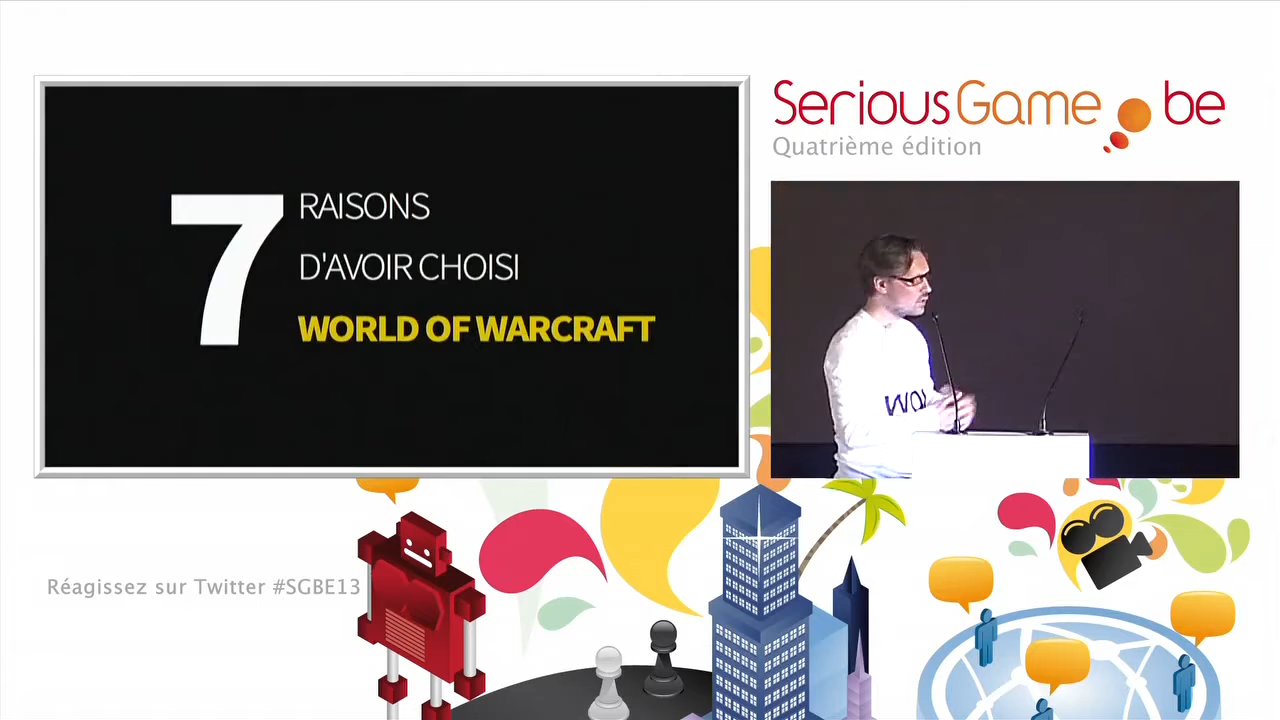 7 RAISONS
D'AVOIR CHOISI
WORLD OF WARCRAFT
SeriousGame be
Quatrième édition
Réagissez sur Twitter #SGBE13